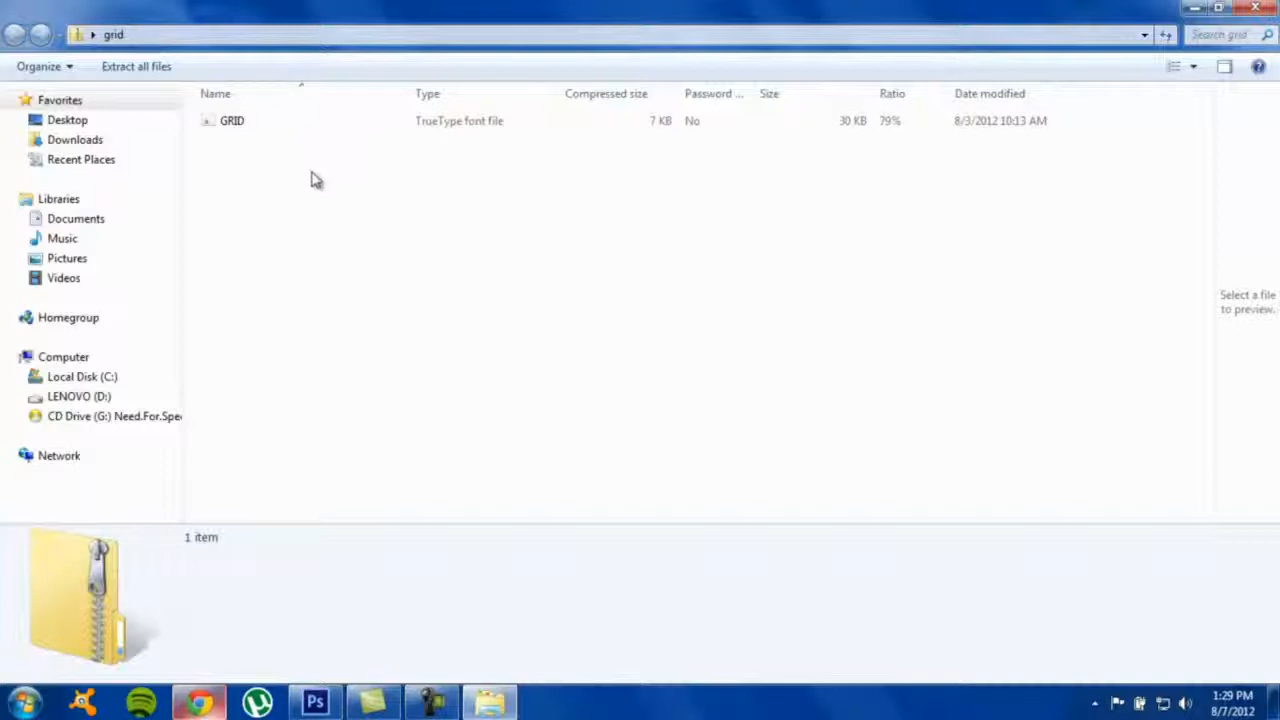 grid
Search grid
Organize
Extract all files
Name
Type
Compressed size
Password ...
Size
Ratio
Date modified
GRID
TrueType font file
7 KB
No
30 KB
79%
8/3/2012 10:13 AM
Favorites
Desktop
Downloads
Recent Places
Libraries
Documents
Music
Pictures
Videos
Homegroup
Computer
Local Disk (C:)
LENOVO (D:)
CD Drive (G:) Need.For.Spe
Network
Select a file
to preview.
1 item
Ps
1:29 PM
8/7/2012